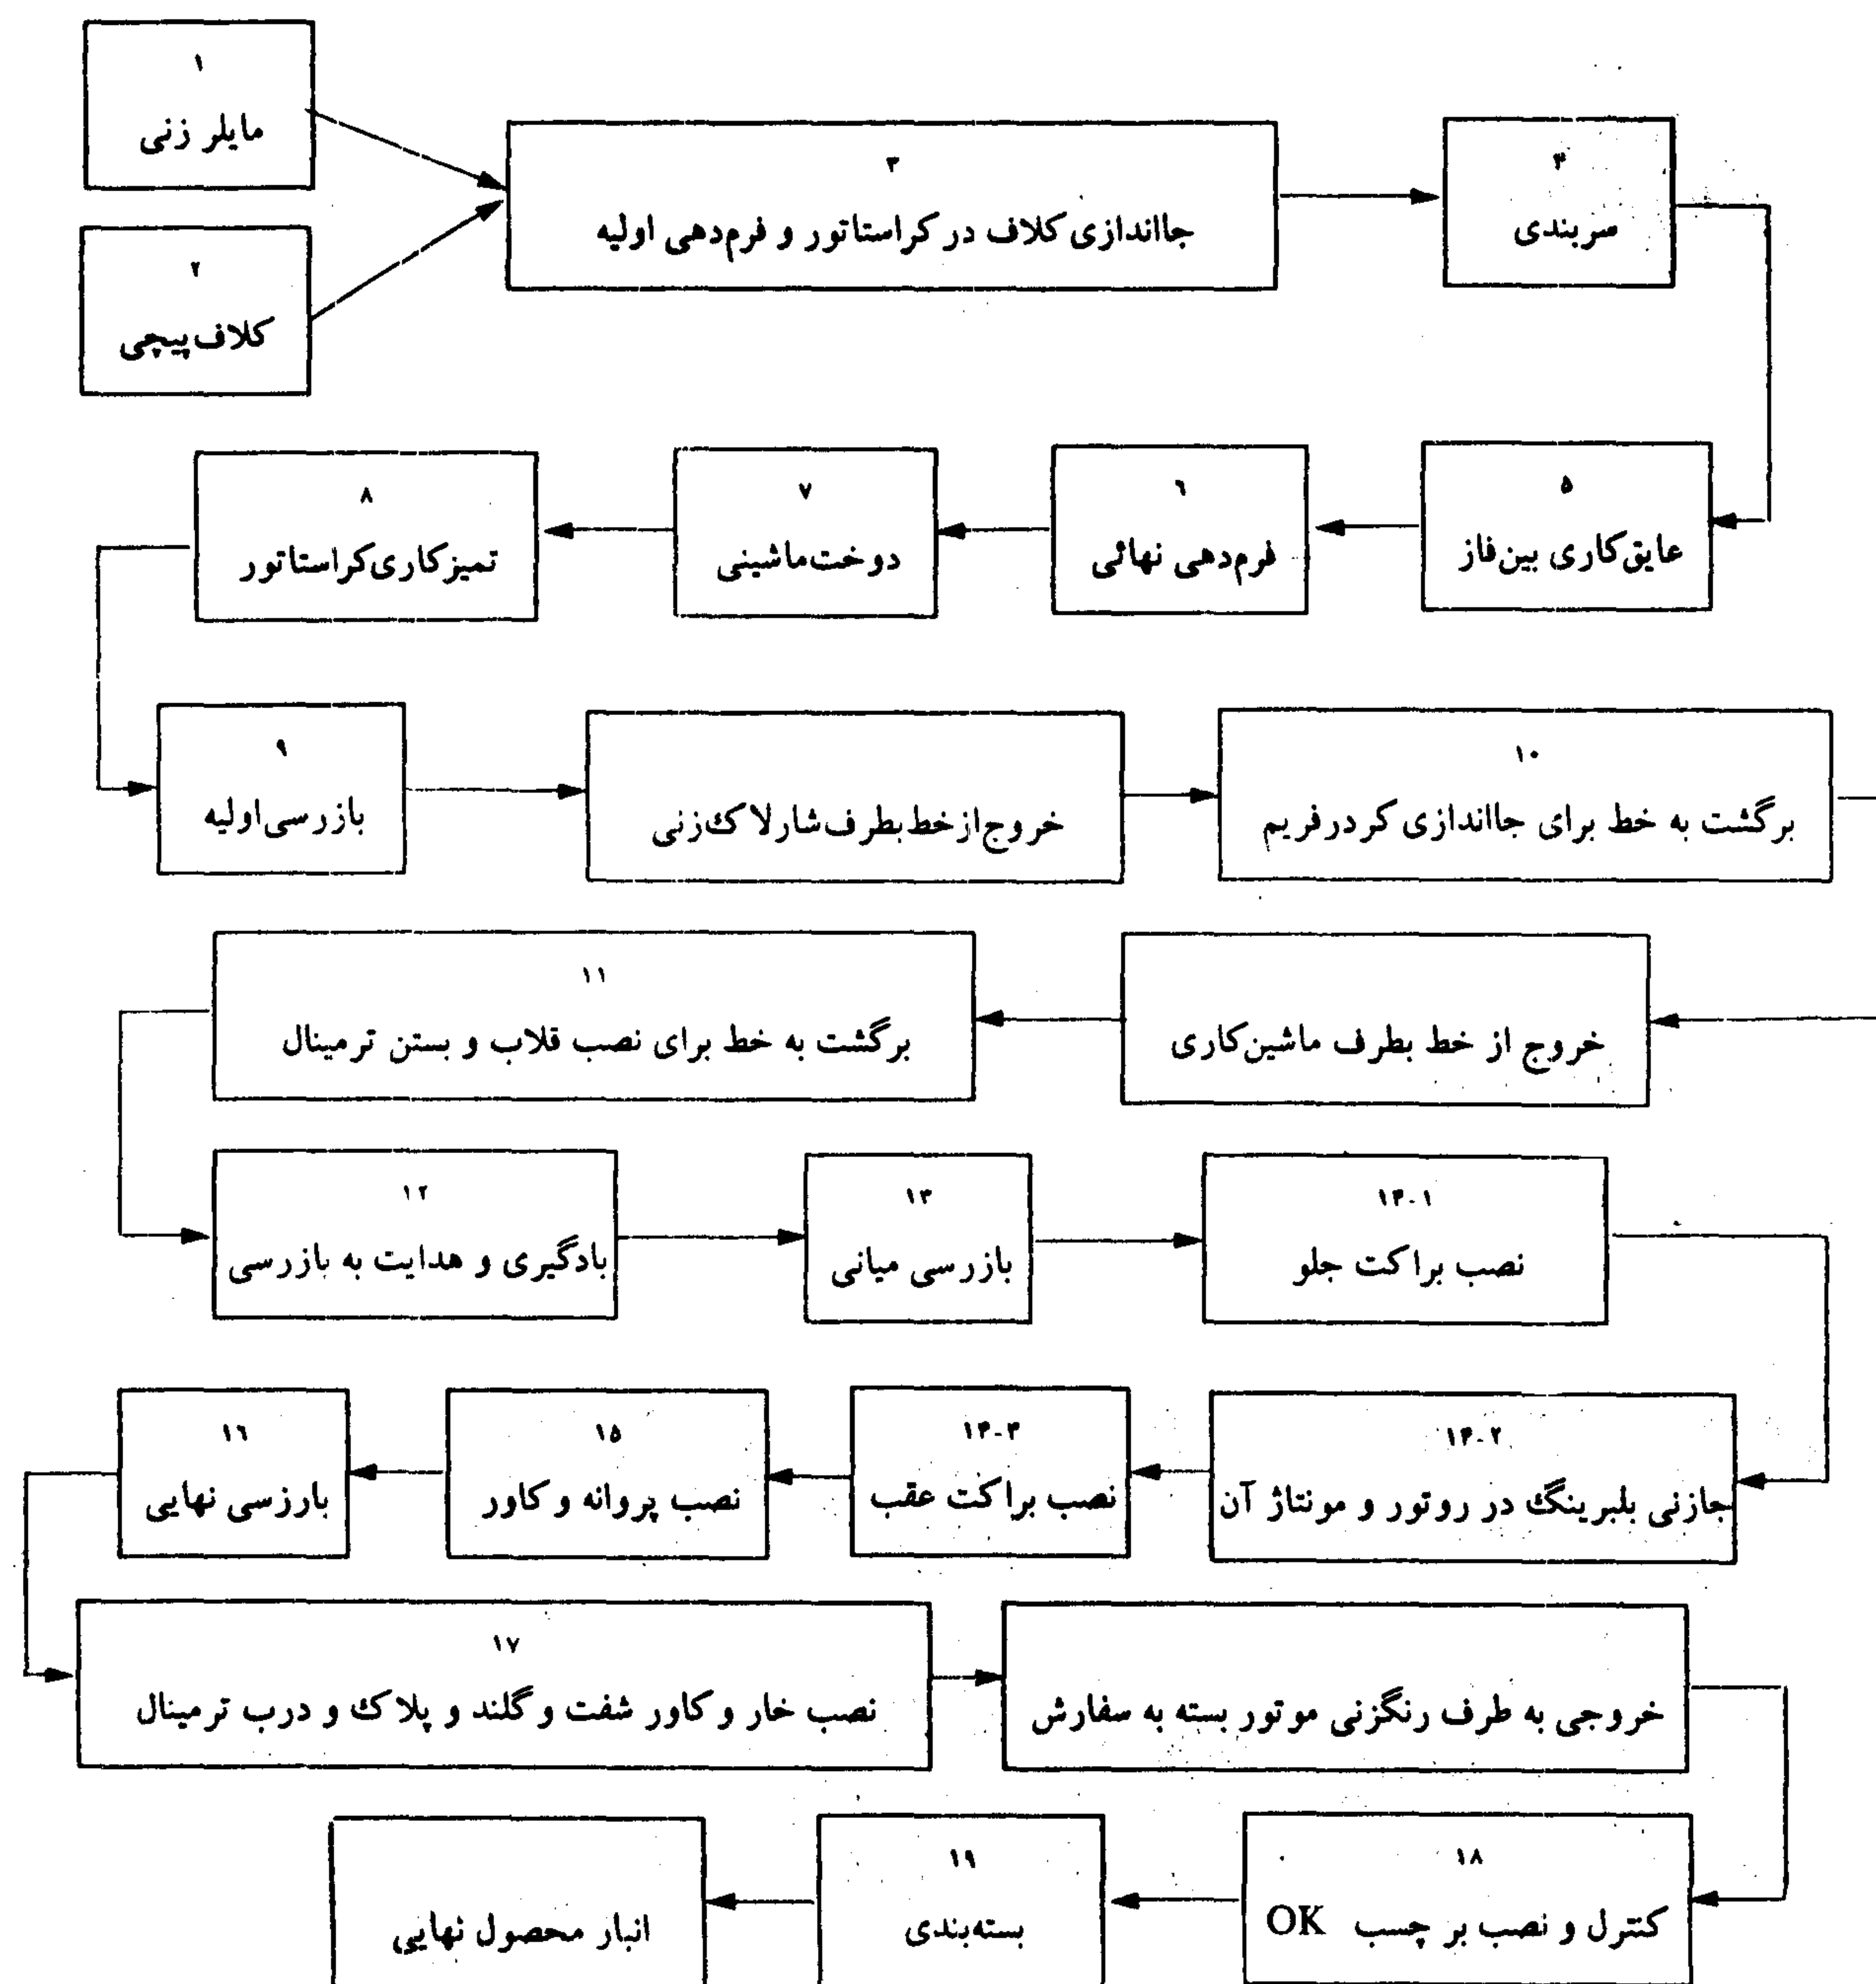 ۱
مایلر زنی
۲
کلاف‌پیچی
۳
جااندازی کلاف در کراستاتور و فرم‌دهی اولیه
۴
سربندی
۵
عایق‌کاری بین‌فاز
۶
فرم‌دهی نهائی
۷
دوخت‌ماشینی
۸
تمیزکاری‌کراستاتور
۹
بازرسی‌اولیه
خروج‌ازخط‌بطرف‌شارلاک‌زنی
۱۰
برگشت به خط برای جااندازی کردرفریم
خروج از خط بطرف ماشین‌کاری
۱۱
برگشت به خط برای نصب قلاب و بستن ترمینال
۱۲
بادگیری و هدایت به بازرسی
۱۳
بازرسی میانی
۱۴-۱
نصب براکت جلو
۱۴-۲
جازنی بلبرینگ در روتور و مونتاژ آن
۱۴-۳
نصب براکت عقب
۱۵
نصب پروانه و کاور
۱۶
بارزسی نهایی
۱۷
نصب خار و کاور شفت و گلند و پلاک و درب ترمینال
خروجی به طرف رنگزنی موتور بسته به سفارش
۱۸
کنترل و نصب بر چسب OK
۱۹
بسته‌بندی
انبار محصول نهایی